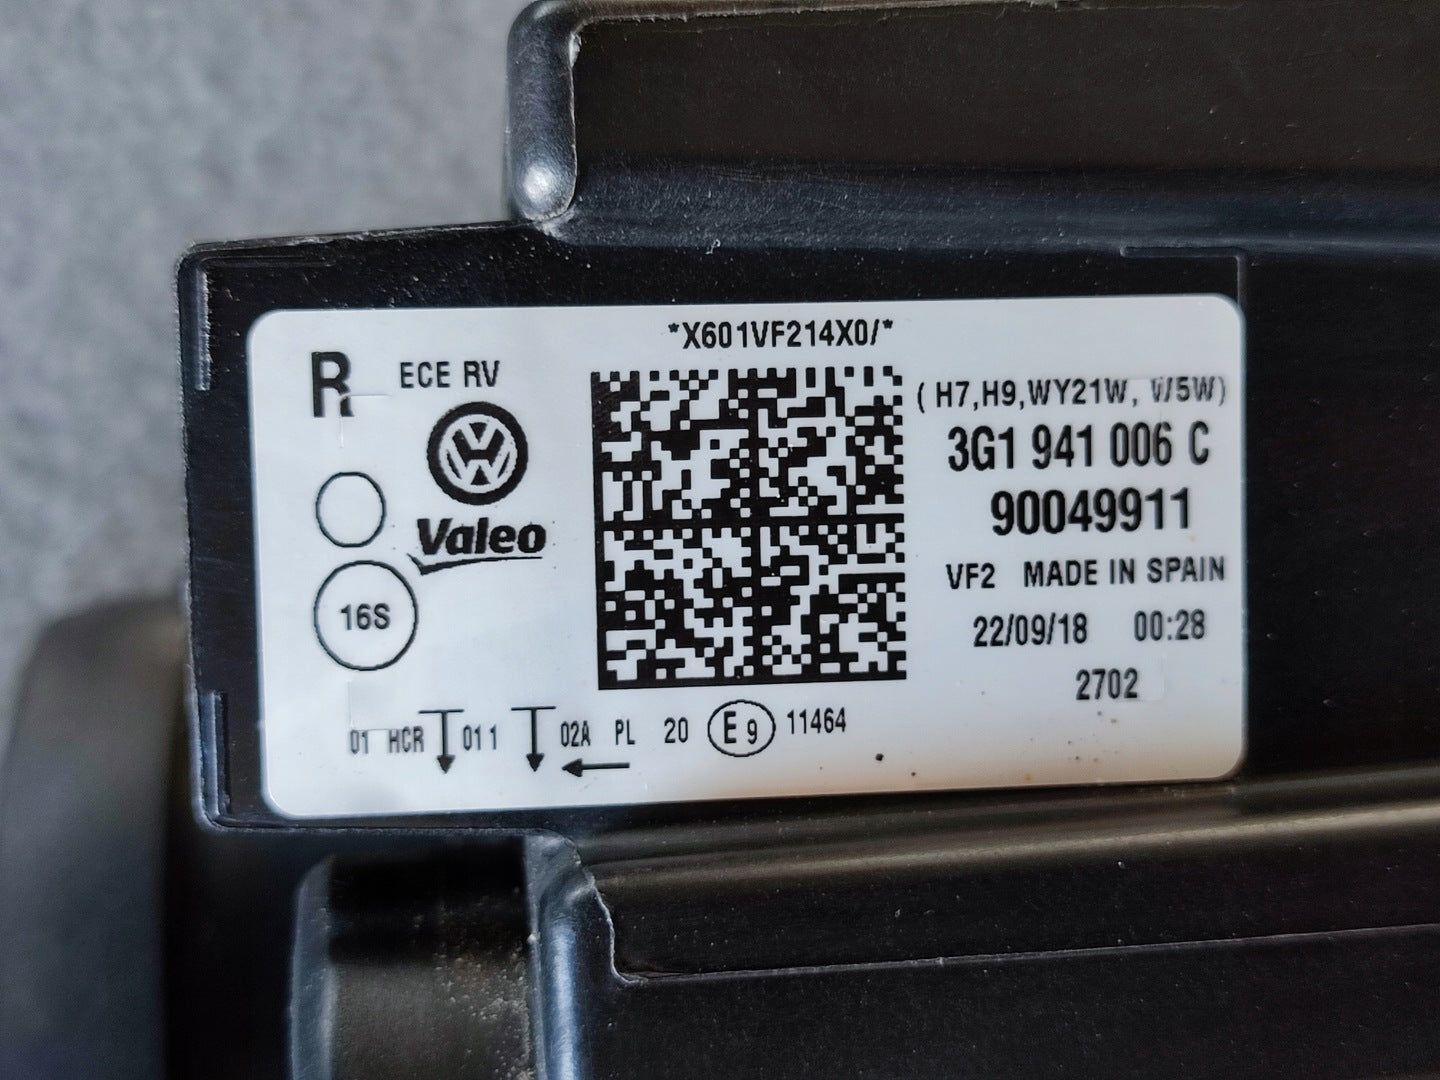 *X601VF214X0/*
R
ECE RV
(H7,H9,WY21W, W5W)
3G1 941 006 C
Valeo
90049911
VF2 MADE IN SPAIN
16S
22/09/18 00:28
2702
01 HCR 011 02A PL 20 E9 11464